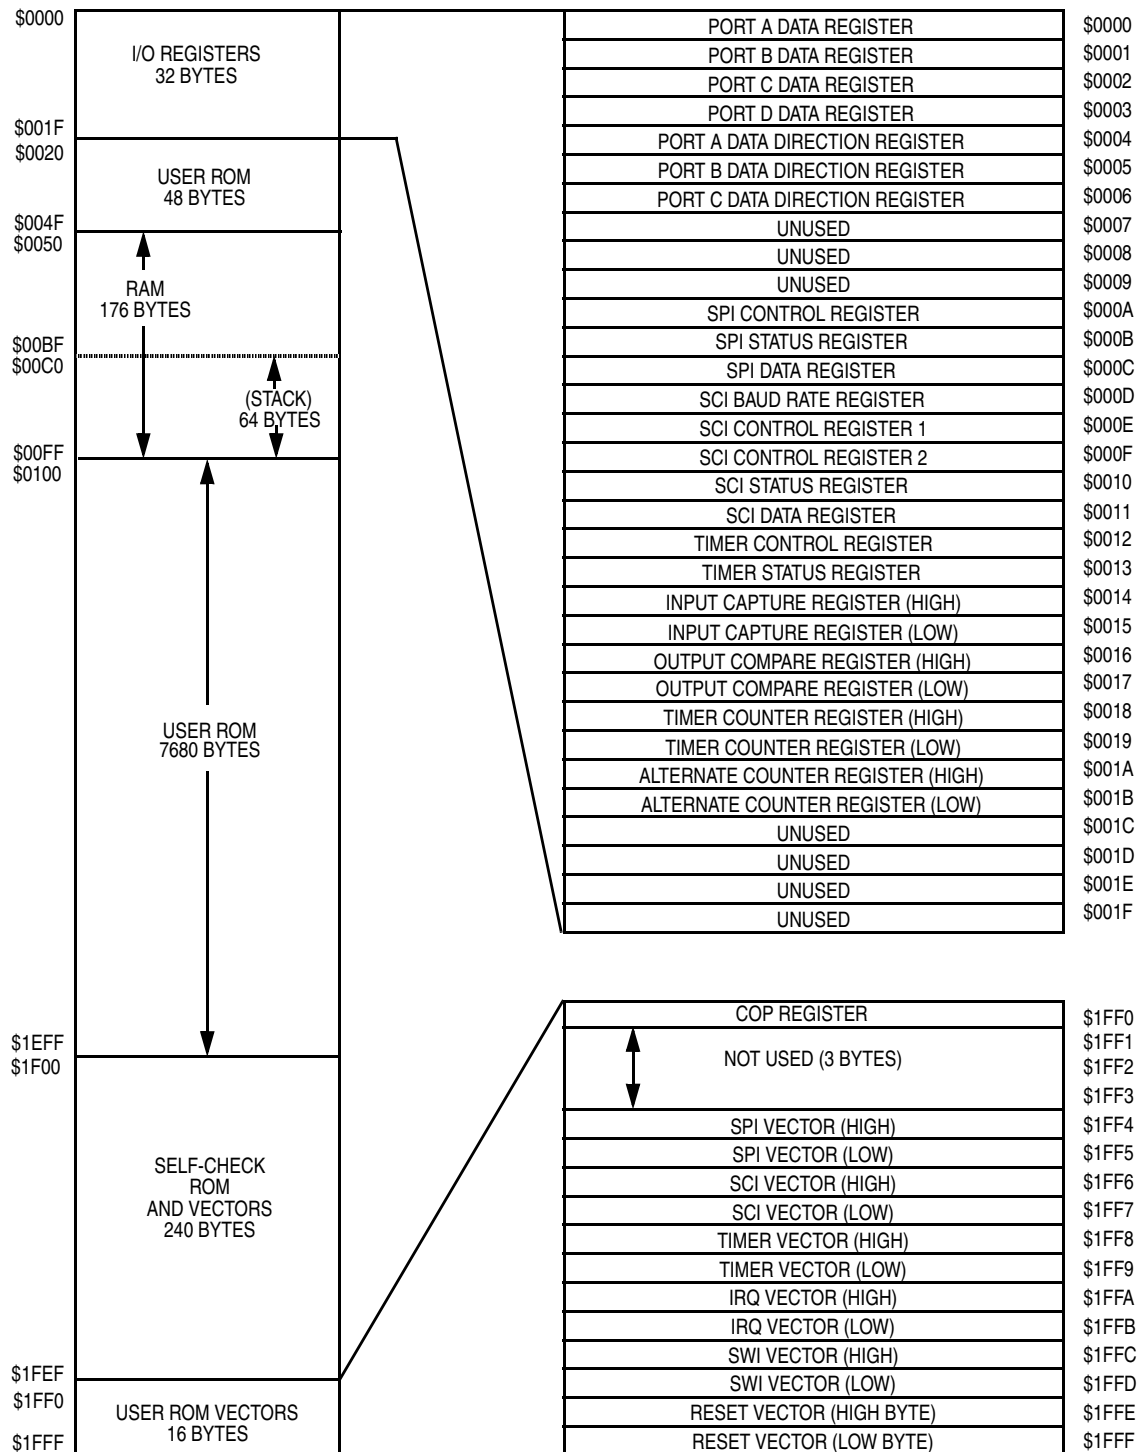 $0000
I/O REGISTERS
32 BYTES
$001F
$0020
USER ROM
48 BYTES
$004F
$0050
RAM
176 BYTES
$00BF
$00C0
(STACK)
64 BYTES
$00FF
$0100
USER ROM
7680 BYTES
$1EFF
$1F00
SELF-CHECK
ROM
AND VECTORS
240 BYTES
$1FEF
$1FF0
USER ROM VECTORS
16 BYTES
$1FFF
PORT A DATA REGISTER $0000
PORT B DATA REGISTER $0001
PORT C DATA REGISTER $0002
PORT D DATA REGISTER $0003
PORT A DATA DIRECTION REGISTER $0004
PORT B DATA DIRECTION REGISTER $0005
PORT C DATA DIRECTION REGISTER $0006
UNUSED $0007
UNUSED $0008
UNUSED $0009
SPI CONTROL REGISTER $000A
SPI STATUS REGISTER $000B
SPI DATA REGISTER $000C
SCI BAUD RATE REGISTER $000D
SCI CONTROL REGISTER 1 $000E
SCI CONTROL REGISTER 2 $000F
SCI STATUS REGISTER $0010
SCI DATA REGISTER $0011
TIMER CONTROL REGISTER $0012
TIMER STATUS REGISTER $0013
INPUT CAPTURE REGISTER (HIGH) $0014
INPUT CAPTURE REGISTER (LOW) $0015
OUTPUT COMPARE REGISTER (HIGH) $0016
OUTPUT COMPARE REGISTER (LOW) $0017
TIMER COUNTER REGISTER (HIGH) $0018
TIMER COUNTER REGISTER (LOW) $0019
ALTERNATE COUNTER REGISTER (HIGH) $001A
ALTERNATE COUNTER REGISTER (LOW) $001B
UNUSED $001C
UNUSED $001D
UNUSED $001E
UNUSED $001F
COP REGISTER $1FF0
$1FF1
NOT USED (3 BYTES) $1FF2
$1FF3
SPI VECTOR (HIGH) $1FF4
SPI VECTOR (LOW) $1FF5
SCI VECTOR (HIGH) $1FF6
SCI VECTOR (LOW) $1FF7
TIMER VECTOR (HIGH) $1FF8
TIMER VECTOR (LOW) $1FF9
IRQ VECTOR (HIGH) $1FFA
IRQ VECTOR (LOW) $1FFB
SWI VECTOR (HIGH) $1FFC
SWI VECTOR (LOW) $1FFD
RESET VECTOR (HIGH BYTE) $1FFE
RESET VECTOR (LOW BYTE) $1FFF